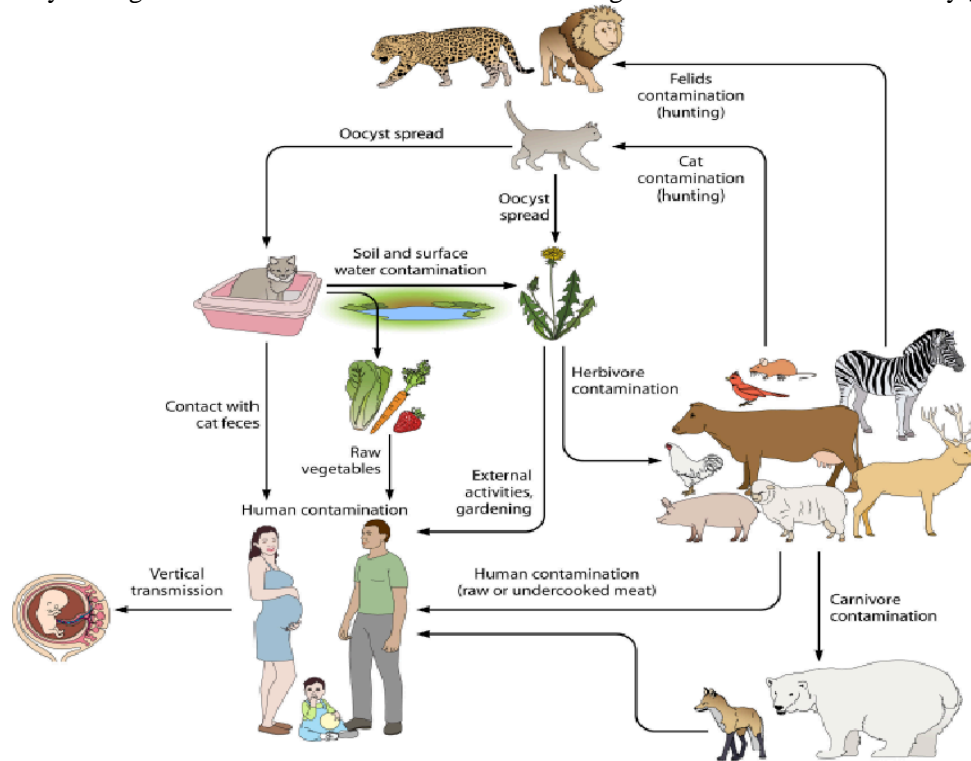 Felids
contamination
(hunting)
Oocyst spread
Cat
contamination
(hunting)
Oocyst
spread
Soil and surface
water contamination
Herbivore
contamination
Contact with
cat feces
Raw
vegetables
External
activities,
gardening
Human contamination
Vertical
transmission
Human contamination
(raw or undercooked meat)
Carnivore
contamination